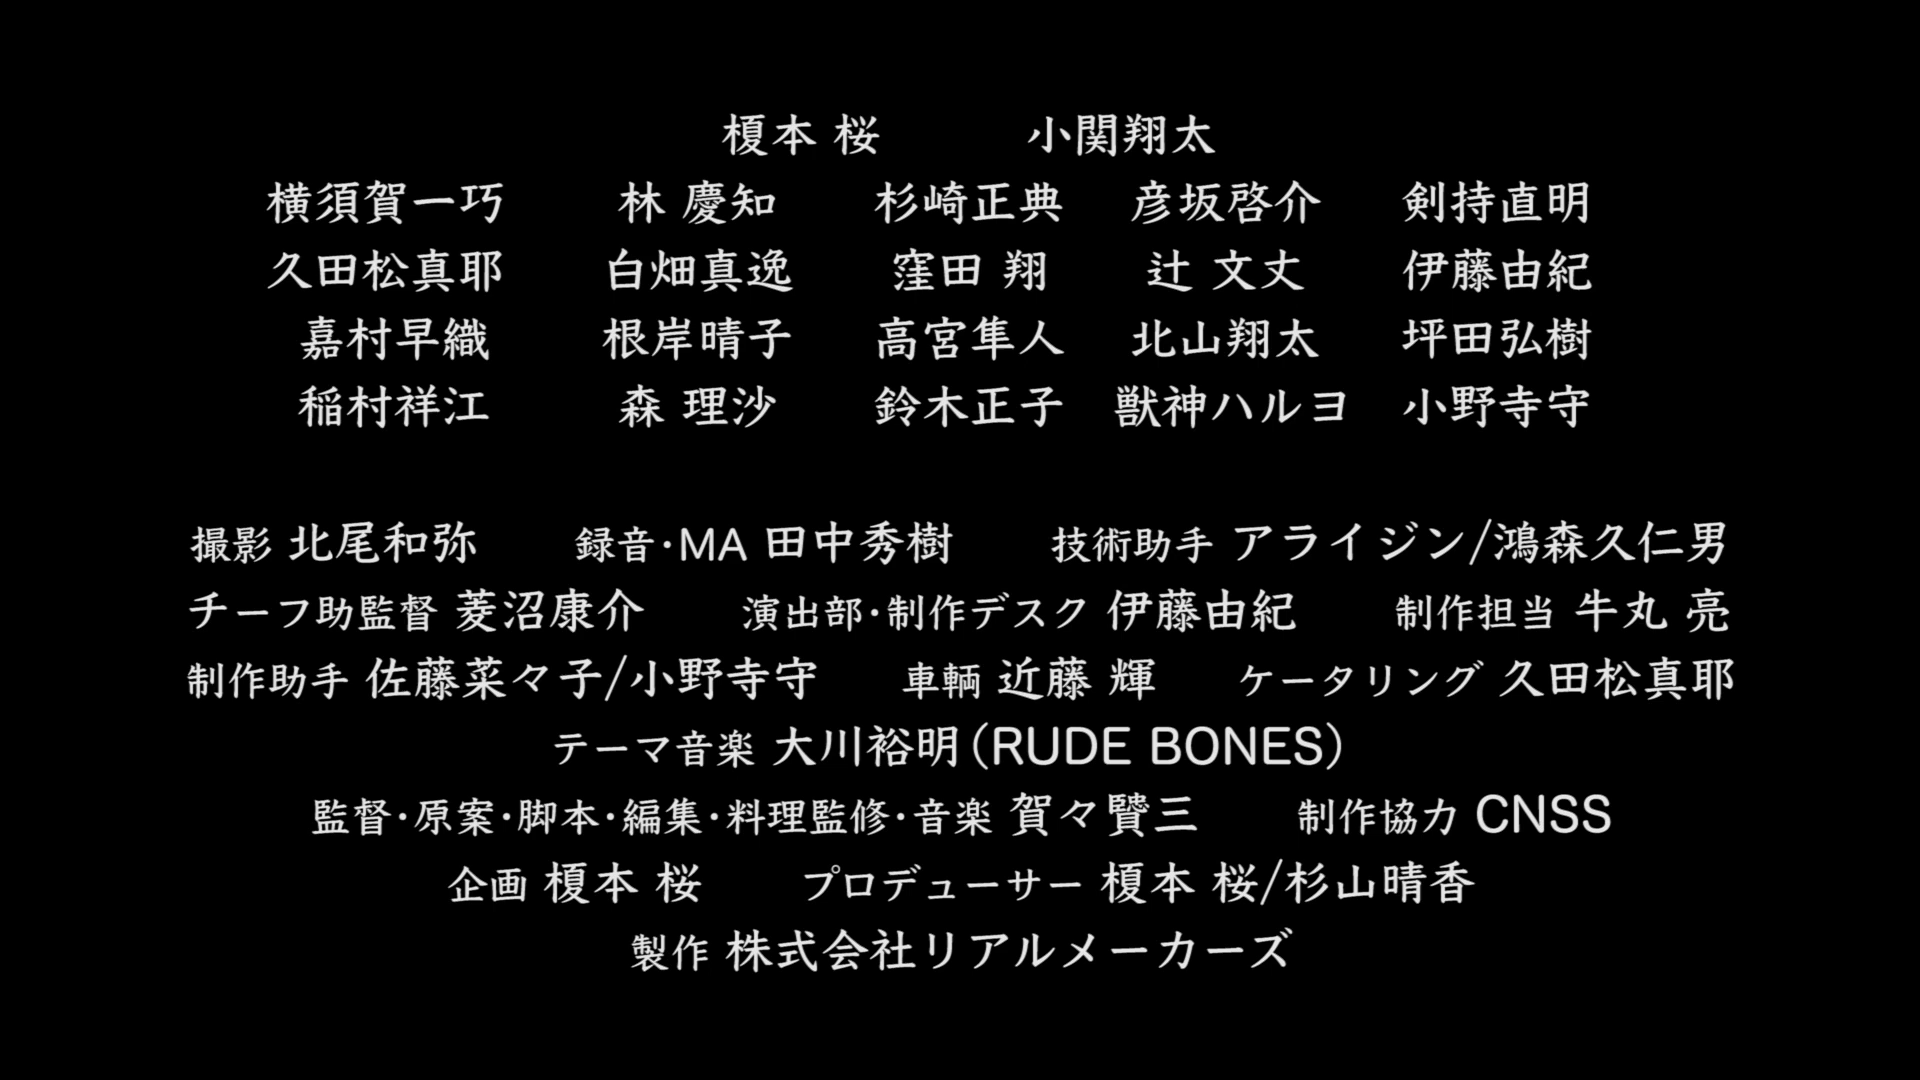 榎本 桜 小関翔太
横須賀一巧 林 慶知 杉崎正典 彦坂啓介 剣持直明
久田松真耶 白畑真逸 窪田 翔 辻 文丈 伊藤由紀
嘉村早織 根岸晴子 高宮隼人 北山翔太 坪田弘樹
稲村祥江 森 理沙 鈴木正子 獣神ハルヨ 小野寺守
撮影 北尾和弥 録音・MA 田中秀樹 技術助手 アライジン/鴻森久仁男
チーフ助監督 菱沼康介 演出部・制作デスク 伊藤由紀 制作担当 牛丸 亮
制作助手 佐藤菜々子/小野寺守 車輌 近藤 輝 ケータリング 久田松真耶
テーマ音楽 大川裕明(RUDE BONES)
監督・原案・脚本・編集・料理監修・音楽 賀々贒三 制作協力 CNSS
企画 榎本 桜 プロデューサー 榎本 桜/杉山晴香
製作 株式会社リアルメーカーズ